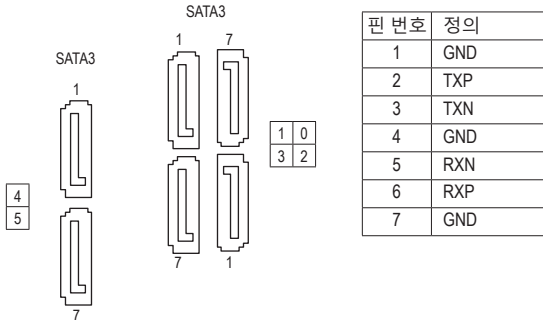 SATA3
1
7
SATA3
1
1 0
3 2
4
5
7
1
7
핀 번호 정의
1 GND
2 TXP
3 TXN
4 GND
5 RXN
6 RXP
7 GND